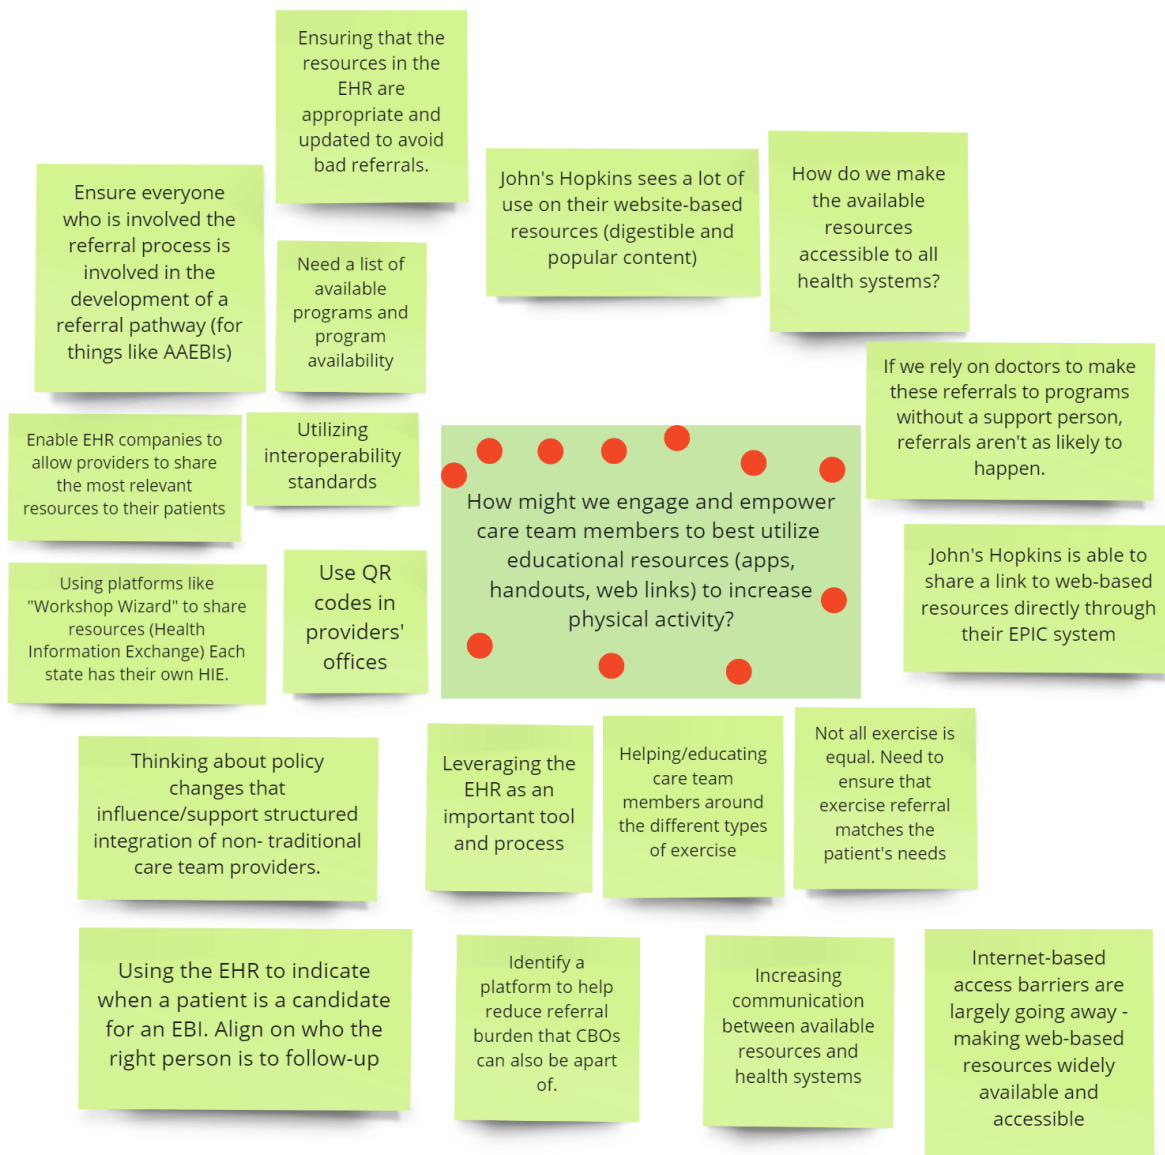 Ensuring that the
resources in the
EHR are
appropriate and
updated to avoid
bad referrals.
Ensure everyone
who is involved the
referral process is
involved in the
development of a
referral pathway (for
things like AAEBIs)
Need a list of
available
programs and
program
availability
John's Hopkins sees a lot of
use on their website-based
resources (digestible and
popular content)
How do we make
the available
resources
accessible to all
health systems?
If we rely on doctors to make
these referrals to programs
without a support person,
referrals aren't as likely to
happen.
Enable EHR companies to
allow providers to share
the most relevant
resources to their patients
Utilizing
interoperability
standards
How might we engage and empower
care team members to best utilize
educational resources (apps,
handouts, web links) to increase
physical activity?
John's Hopkins is able to
share a link to web-based
resources directly through
their EPIC system
Using platforms like
"Workshop Wizard" to share
resources (Health
Information Exchange) Each
state has their own HIE.
Use QR
codes in
providers'
offices
Thinking about policy
changes that
influence/support structured
integration of non- traditional
care team providers.
Leveraging the
EHR as an
important tool
and process
Helping/educating
care team
members around
the different types
of exercise
Not all exercise is
equal. Need to
ensure that
exercise referral
matches the
patient's needs
Using the EHR to indicate
when a patient is a candidate
for an EBI. Align on who the
right person is to follow-up
Identify a
platform to help
reduce referral
burden that CBOs
can also be apart
of.
Increasing
communication
between available
resources and
health systems
Internet-based
access barriers are
largely going away -
making web-based
resources widely
available and
accessible